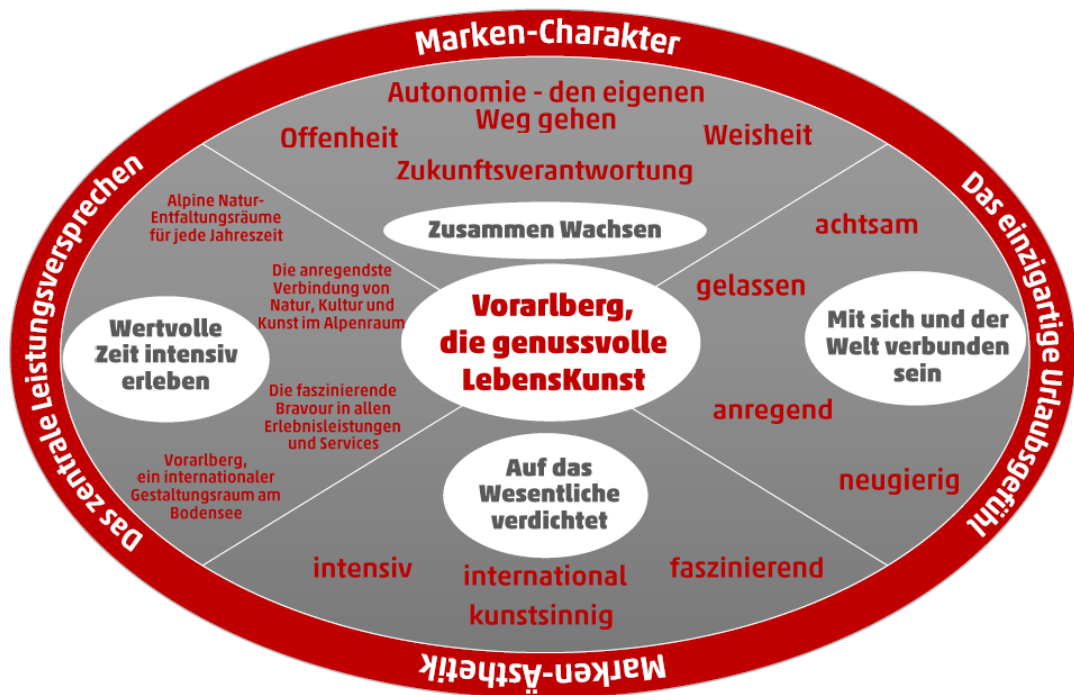 Marken-Charakter
Autonomie - den eigenen
Weg gehen
Offenheit
Weisheit
Zukunftsverantwortung
Zusammen Wachsen
Das zentrale Leistungsversprechen
Alpine Natur-
Entfaltungsräume
für jede Jahreszeit
Die anregendste
Verbindung von
Natur, Kultur und
Kunst im Alpenraum
Wertvolle
Zeit intensiv
erleben
Die faszinierende
Bravour in allen
Erlebnisleistungen
und Services
Vorarlberg,
ein internationaler
Gestaltungsraum am
Bodensee
Vorarlberg,
die genussvolle
LebensKunst
Das einzigartige Urlaubsgefühl
achtsam
gelassen
Mit sich und der
Welt verbunden
sein
anregend
neugierig
Auf das
Wesentliche
verdichtet
intensiv
international
faszinierend
kunstsinnig
Marken-Ästhetik